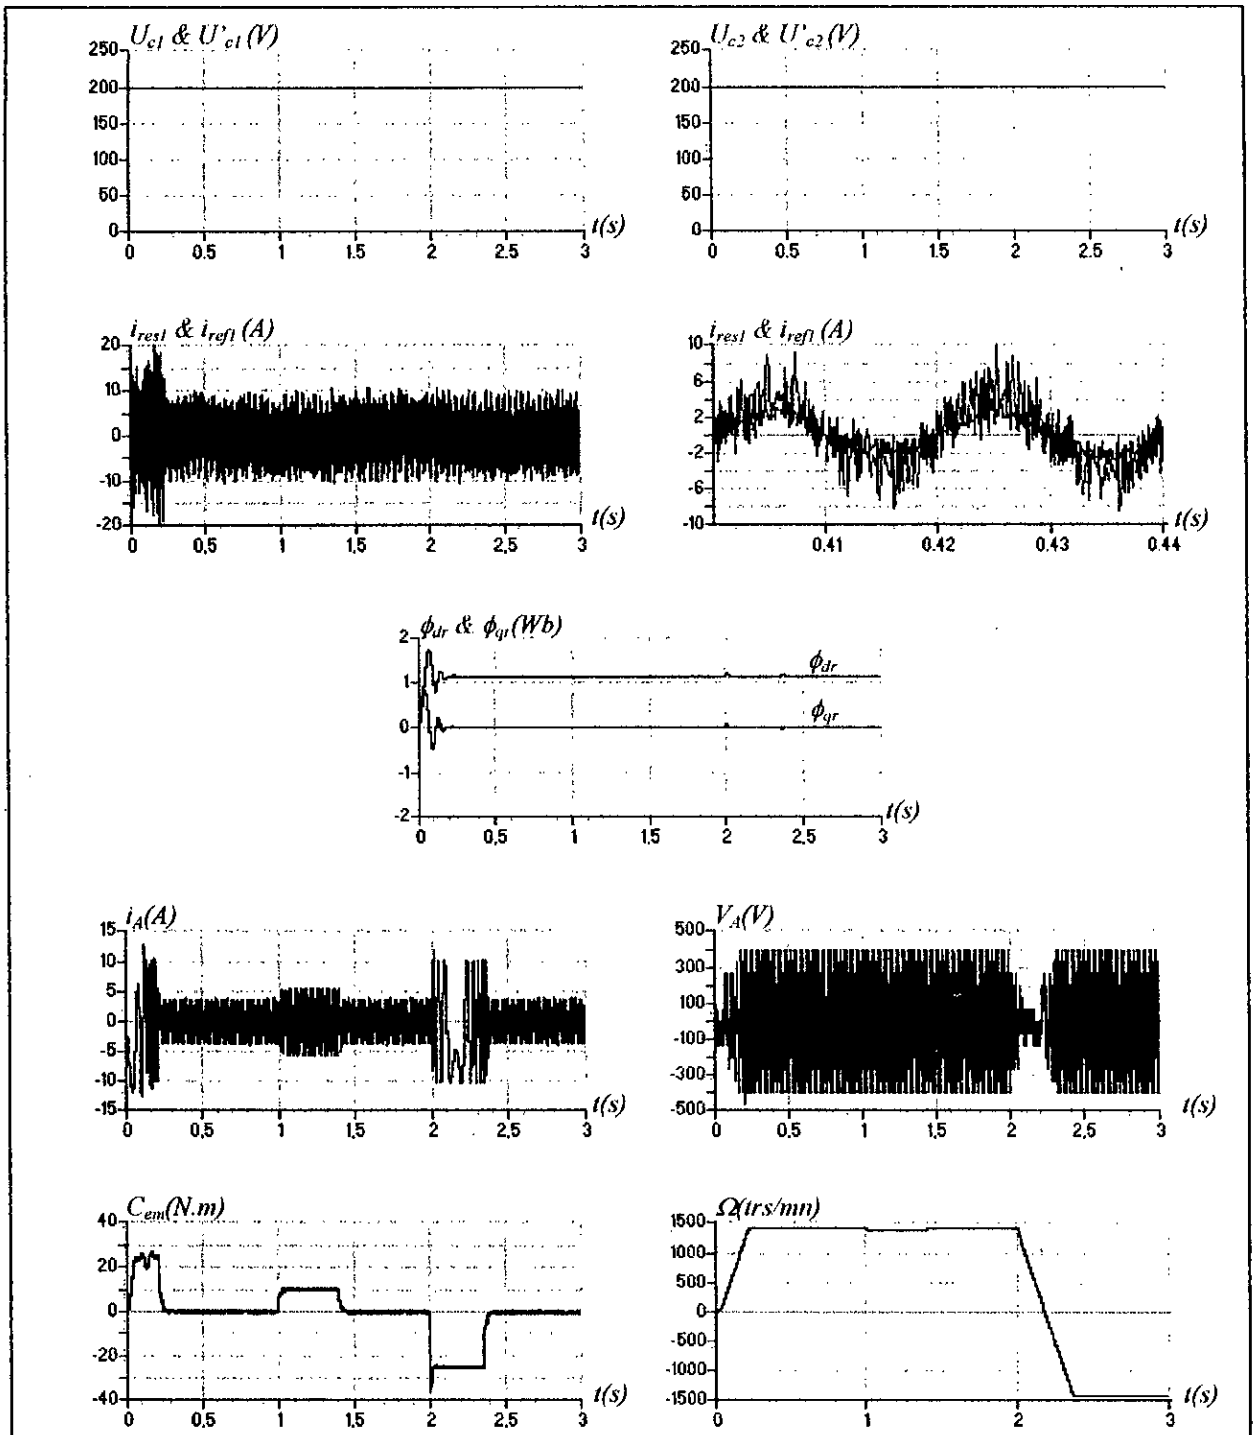 U_c1 & U'_c1 (V)
250
200
150
100
50
0
0 0.5 1 1.5 2 2.5 3
t(s)
U_c2 & U'_c2 (V)
250
200
150
100
50
0
0 0.5 1 1.5 2 2.5 3
t(s)
i_res1 & i_ref1 (A)
20
10
0
-10
-20
0 0.5 1 1.5 2 2.5 3
t(s)
i_res1 & i_ref1 (A)
10
6
2
-2
-6
-10
0.41 0.42 0.43 0.44
t(s)
ϕ_dr & ϕ_qr (Wb)
2
1
0
-1
-2
ϕ_dr
ϕ_qr
0 0.5 1 1.5 2 2.5 3
t(s)
i_A(A)
15
10
5
0
-5
-10
-15
0 0.5 1 1.5 2 2.5 3
t(s)
V_A(V)
500
300
100
-100
-300
-500
0 0.5 1 1.5 2 2.5 3
t(s)
C_em(N.m)
40
20
0
-20
-40
0 0.5 1 1.5 2 2.5 3
t(s)
Ω(trs/mn)
1500
1000
500
0
-500
-1000
-1500
0 1 2 3
t(s)